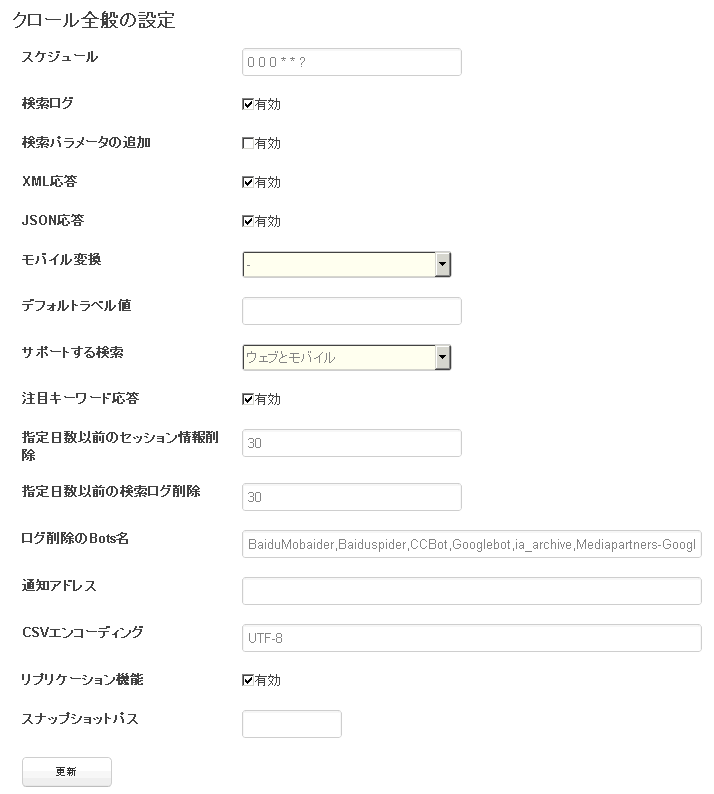 クロール全般の設定
スケジュール
0 0 0 * * ?
検索ログ
有効
検索パラメータの追加
有効
XML応答
有効
JSON応答
有効
モバイル変換
-
デフォルトラベル値
サポートする検索
ウェブとモバイル
注目キーワード応答
有効
指定日数以前のセッション情報削
除
30
指定日数以前の検索ログ削除
30
ログ削除のBots名
BaiduMobaider,Baiduspider,CCBot,Googlebot,ia_archive,Mediapartners-Googl
通知アドレス
CSVエンコーディング
UTF-8
リプリケーション機能
有効
スナップショットパス
更新